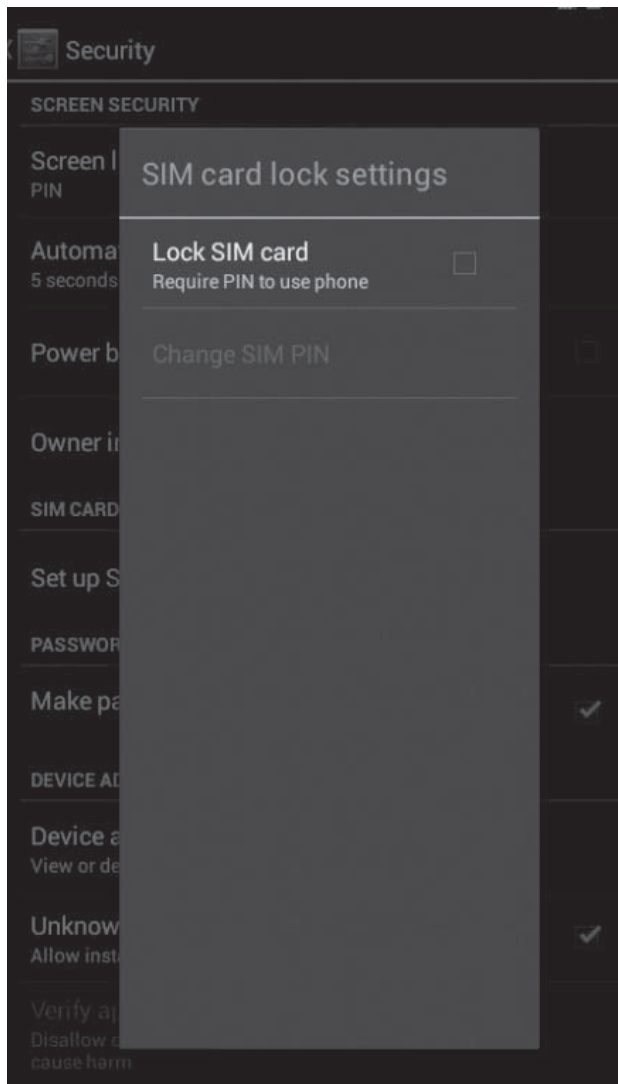 Security
SCREEN SECURITY
Screen l
PIN
SIM card lock settings
Automa
5 seconds
Lock SIM card
Require PIN to use phone
Power b
Change SIM PIN
Owner i
SIM CARD
Set up S
PASSWOR
Make pa
DEVICE AD
Device a
View or de
Unknow
Allow inst
Verify ap
Disallow
cause harm